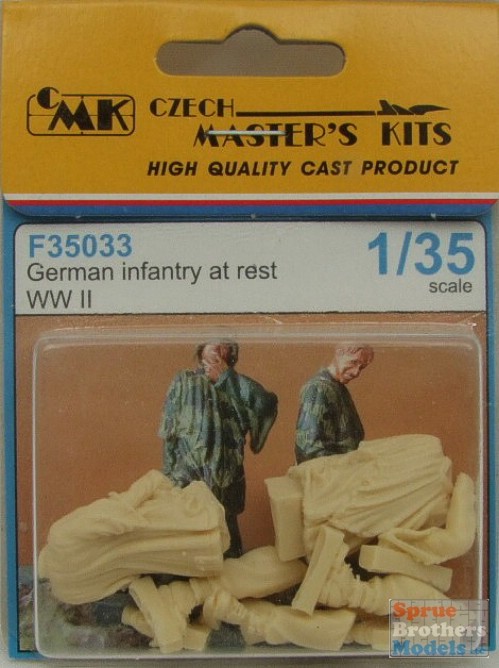 CMK
CZECH
MASTER'S KITS
HIGH QUALITY CAST PRODUCT
F35033
1/35
German infantry at rest
scale
WW II
Sprue
Brothers
Models